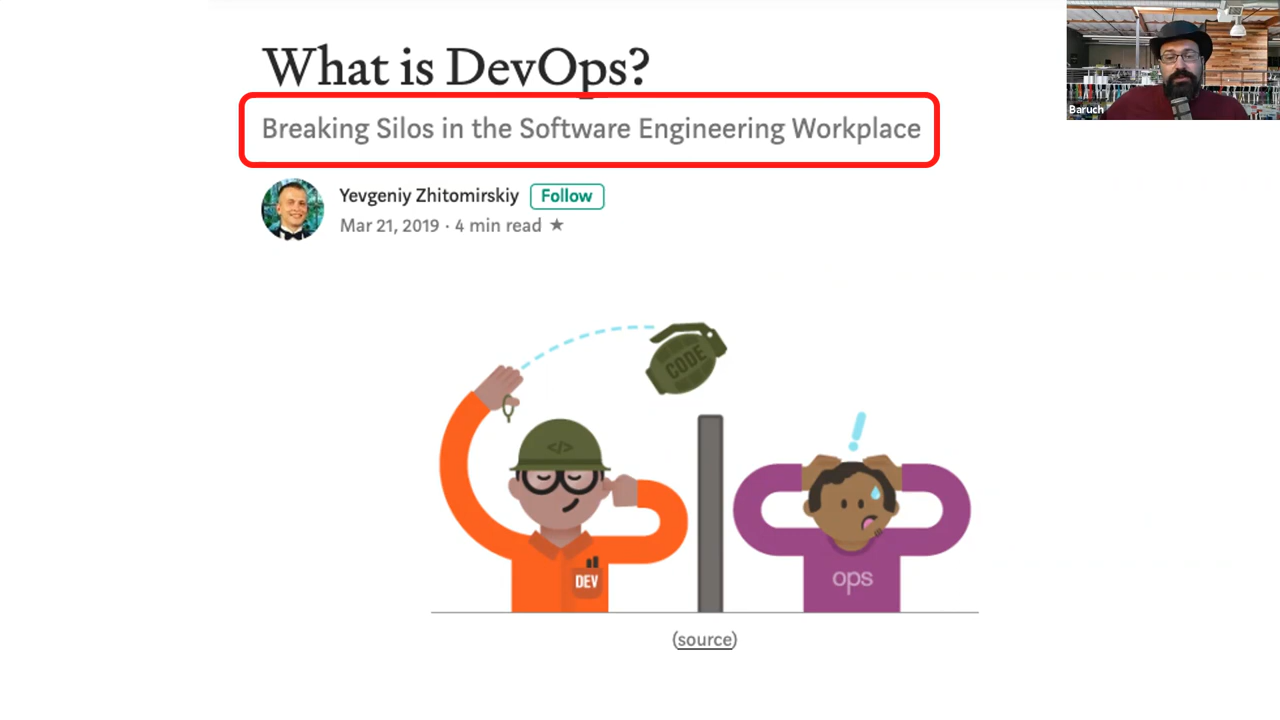 What is DevOps?
Breaking Silos in the Software Engineering Workplace
Yevgeniy Zhitomirskiy Follow
Mar 21, 2019 · 4 min read ★
Baruch
CODE
</>
!
DEV
ops
(source)